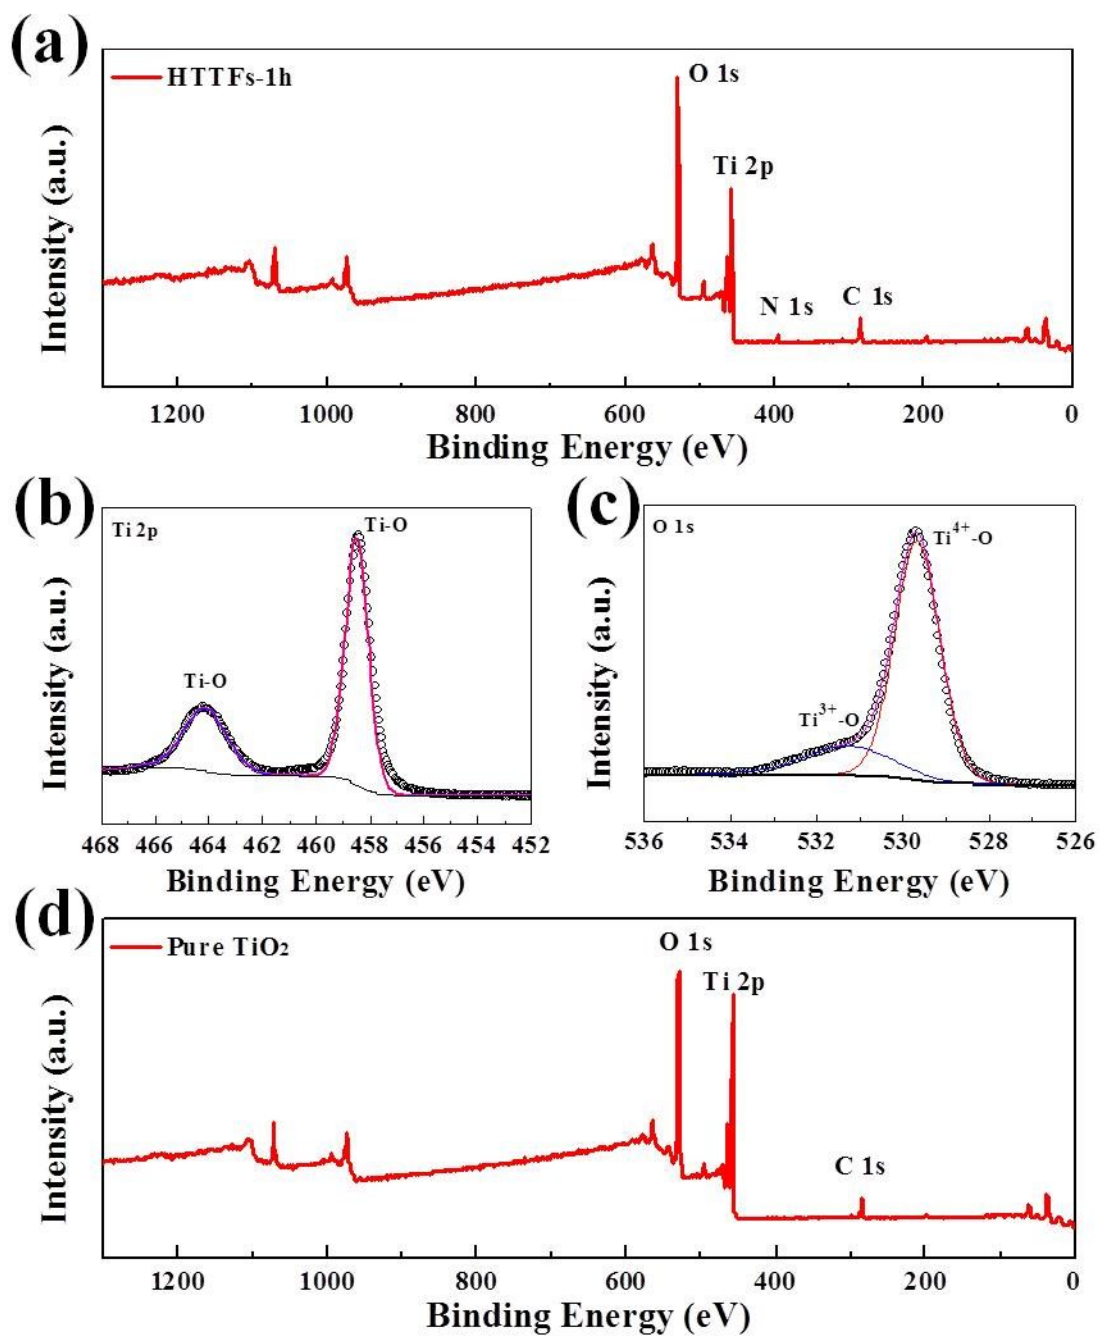 (a)
HTTFs-1h
O 1s
Ti 2p
N 1s
C 1s
Intensity (a.u.)
1200 1000 800 600 400 200 0
Binding Energy (eV)
(b)
Ti 2p
Ti-O
Ti-O
Intensity (a.u.)
468 466 464 462 460 458 456 454 452
Binding Energy (eV)
(c)
O 1s
Ti⁴⁺-O
Ti³⁺-O
Intensity (a.u.)
536 534 532 530 528 526
Binding Energy (eV)
(d)
Pure TiO₂
O 1s
Ti 2p
C 1s
Intensity (a.u.)
1200 1000 800 600 400 200 0
Binding Energy (eV)